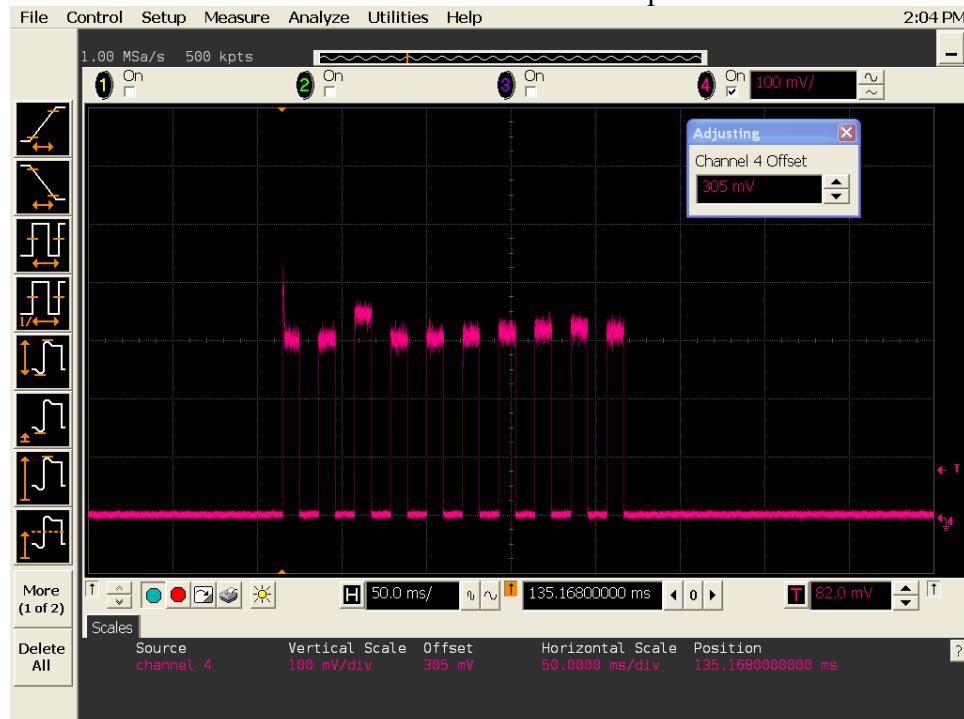 File Control Setup Measure Analyze Utilities Help 2:04 PM
1.00 MSa/s 500 kpts
1 On 2 On 3 On 4 On 100 mV/
Adjusting
Channel 4 Offset
305 mV
T
4
1/
More
(1 of 2)
Delete
All
H 50.0 ms/ 135.16800000 ms 0 T 82.0 mV
Scales
Source Vertical Scale Offset Horizontal Scale Position
channel 4 100 mV/div 305 mV 50.0000 ms/div 135.1680000000 ms
?